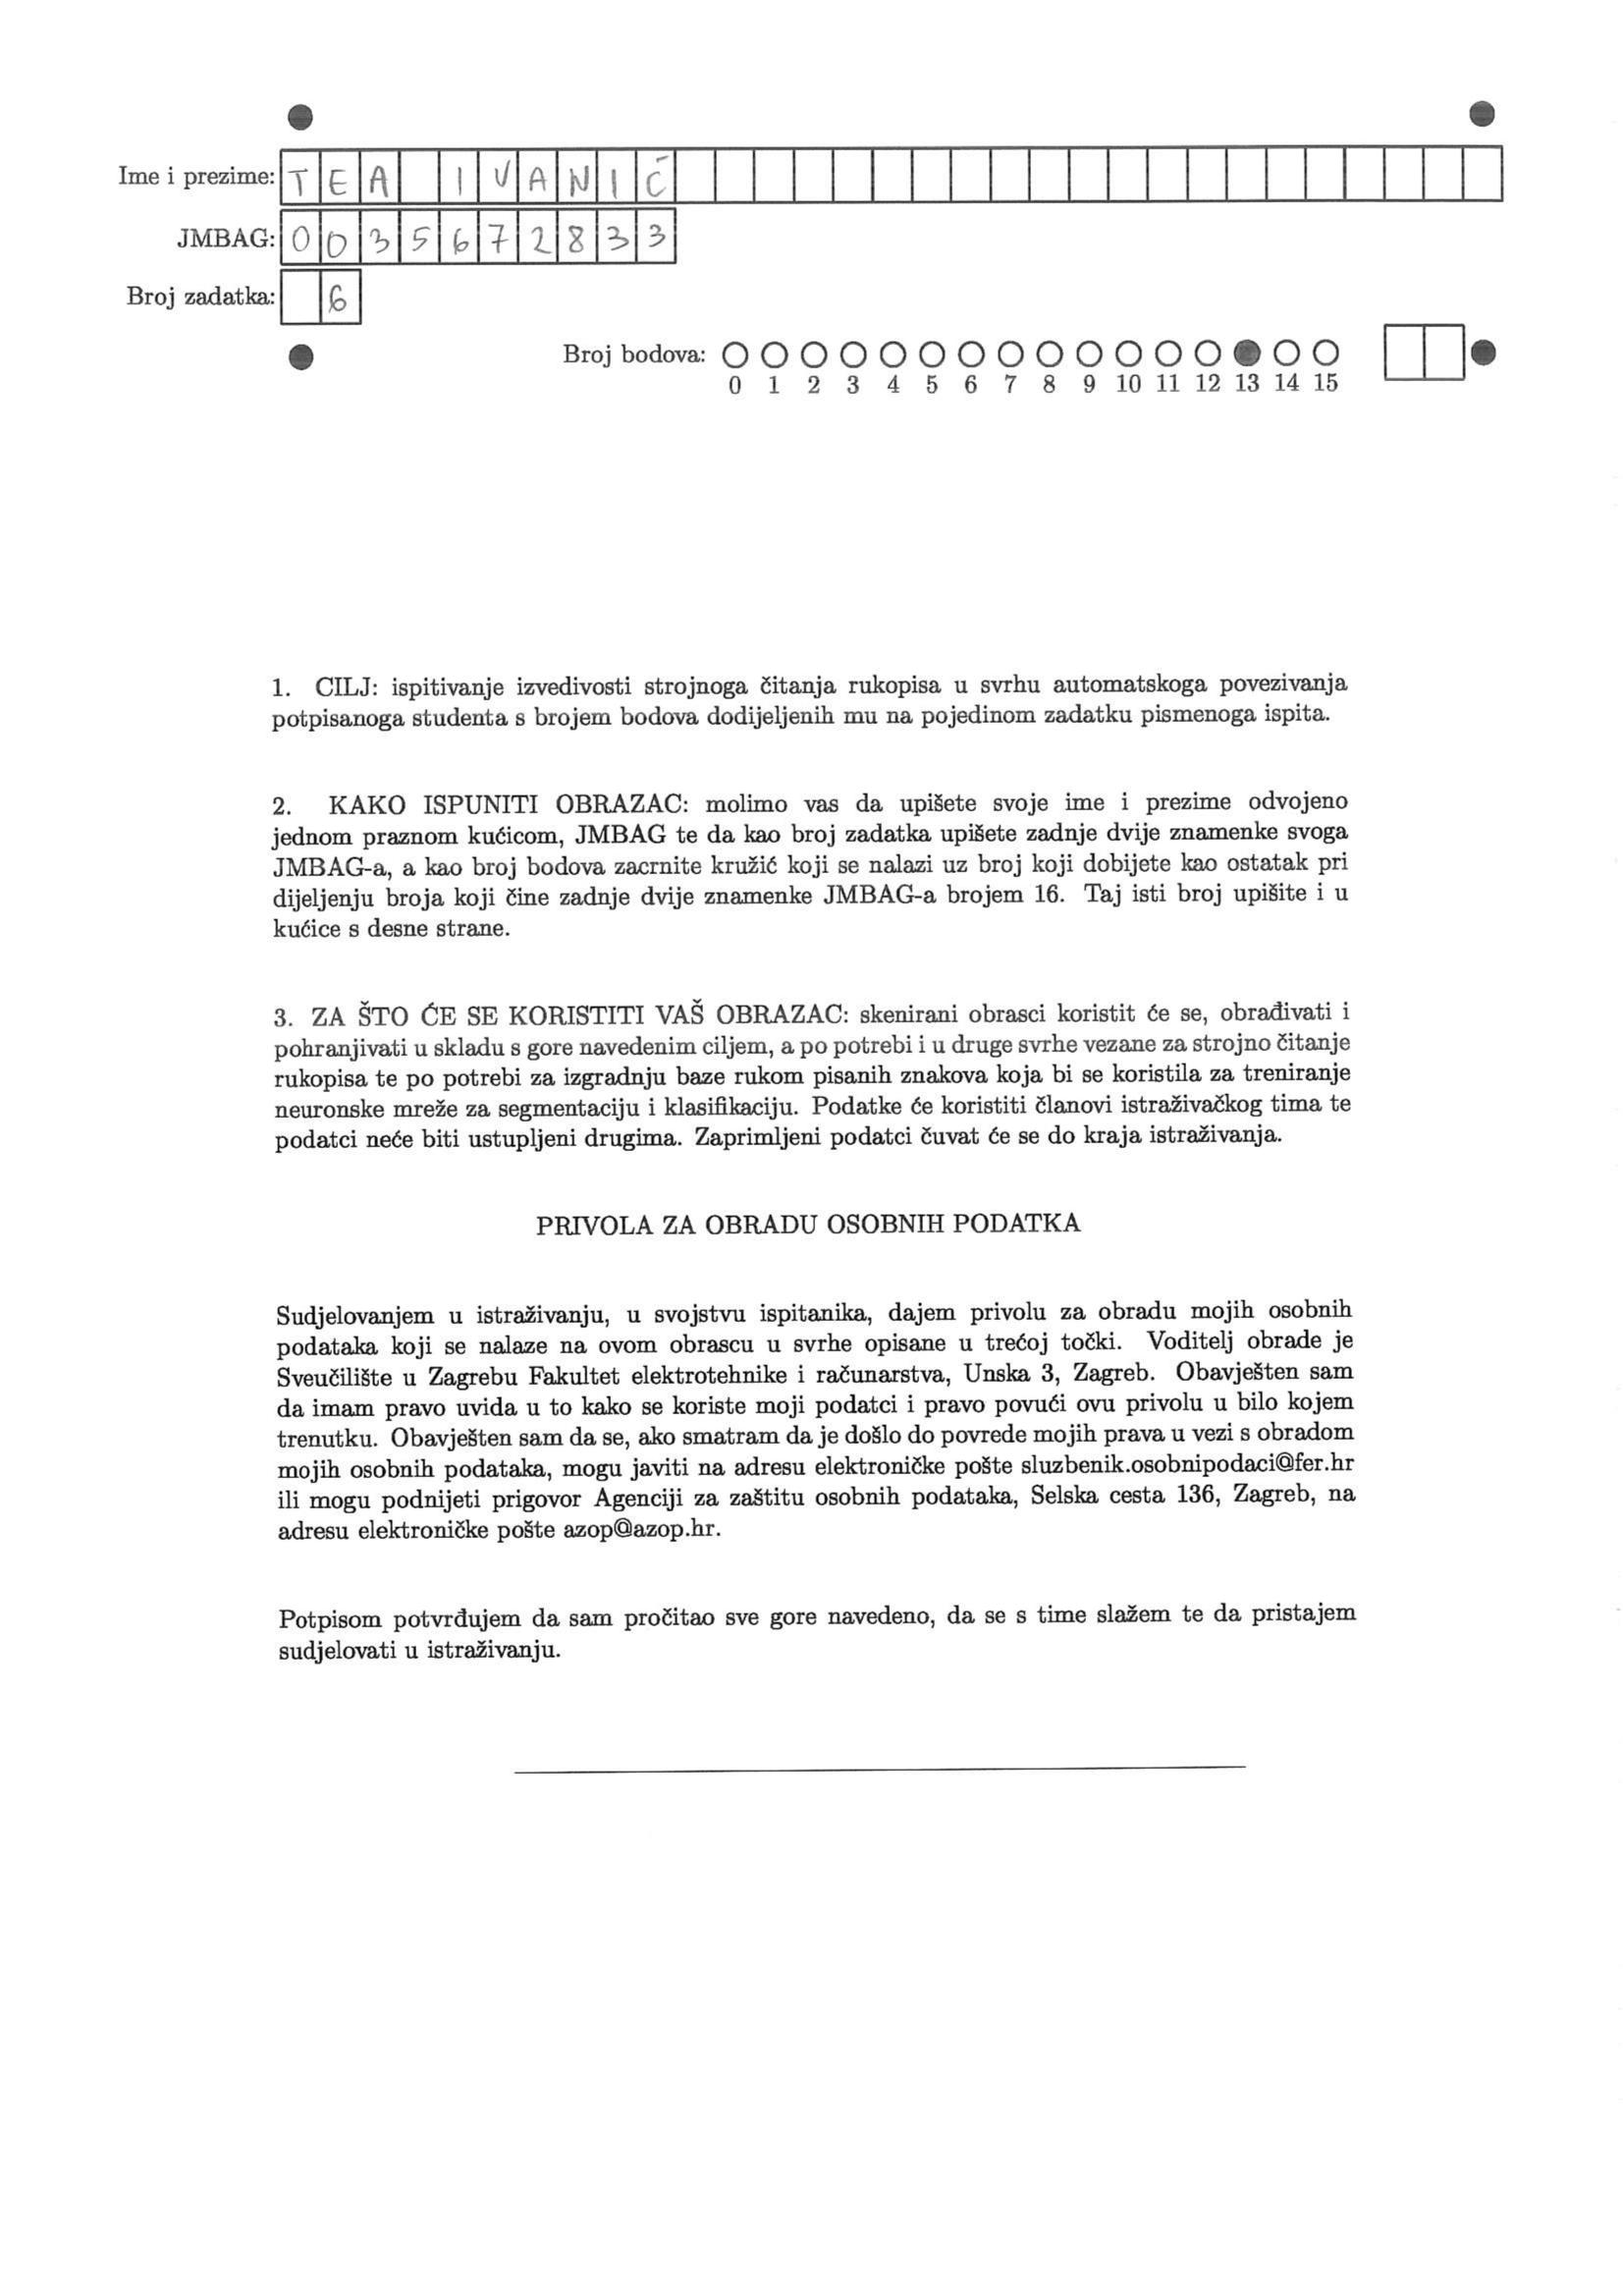 Ime i prezime: TEA IVANIĆ
JMBAG: 0035672833
Broj zadatka: 6
Broj bodova:
0 1 2 3 4 5 6 7 8 9 10 11 12 13 14 15
1. CILJ: ispitivanje izvedivosti strojnoga čitanja rukopisa u svrhu automatskoga povezivanja
potpisanoga studenta s brojem bodova dodijeljenih mu na pojedinom zadatku pismenoga ispita.
2. KAKO ISPUNITI OBRAZAC: molimo vas da upišete svoje ime i prezime odvojeno
jednom praznom kućicom, JMBAG te da kao broj zadatka upišete zadnje dvije znamenke svoga
JMBAG-a, a kao broj bodova zacrnite kružić koji se nalazi uz broj koji dobijete kao ostatak pri
dijeljenju broja koji čine zadnje dvije znamenke JMBAG-a brojem 16. Taj isti broj upišite i u
kućice s desne strane.
3. ZA ŠTO ĆE SE KORISTITI VAŠ OBRAZAC: skenirani obrasci koristit će se, obrađivati i
pohranjivati u skladu s gore navedenim ciljem, a po potrebi i u druge svrhe vezane za strojno čitanje
rukopisa te po potrebi za izgradnju baze rukom pisanih znakova koja bi se koristila za treniranje
neuronske mreže za segmentaciju i klasifikaciju. Podatke će koristiti članovi istraživačkog tima te
podatci neće biti ustupljeni drugima. Zaprimljeni podatci čuvat će se do kraja istraživanja.
PRIVOLA ZA OBRADU OSOBNIH PODATKA
Sudjelovanjem u istraživanju, u svojstvu ispitanika, dajem privolu za obradu mojih osobnih
podataka koji se nalaze na ovom obrascu u svrhe opisane u trećoj točki. Voditelj obrade je
Sveučilište u Zagrebu Fakultet elektrotehnike i računarstva, Unska 3, Zagreb. Obavješten sam
da imam pravo uvida u to kako se koriste moji podatci i pravo povući ovu privolu u bilo kojem
trenutku. Obavješten sam da se, ako smatram da je došlo do povrede mojih prava u vezi s obradom
mojih osobnih podataka, mogu javiti na adresu elektroničke pošte sluzbenik.osobnipodaci@fer.hr
ili mogu podnijeti prigovor Agenciji za zaštitu osobnih podataka, Selska cesta 136, Zagreb, na
adresu elektroničke pošte azop@azop.hr.
Potpisom potvrđujem da sam pročitao sve gore navedeno, da se s time slažem te da pristajem
sudjelovati u istraživanju.